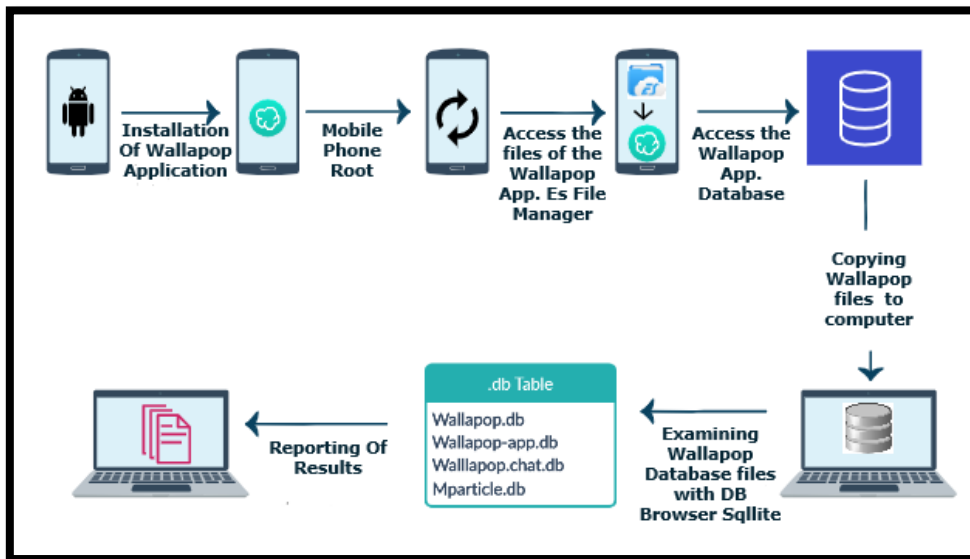 Installation
Of Wallapop
Application
Mobile
Phone
Root
Access the
files of the
Wallapop
App. Es File
Manager
ES
Access the
Wallapop
App.
Database
Copying
Wallapop
files to
computer
Examining
Wallapop
Database files
with DB
Browser Sqllite
.db Table
Wallapop.db
Wallapop-app.db
Walllapop.chat.db
Mparticle.db
Reporting Of
Results